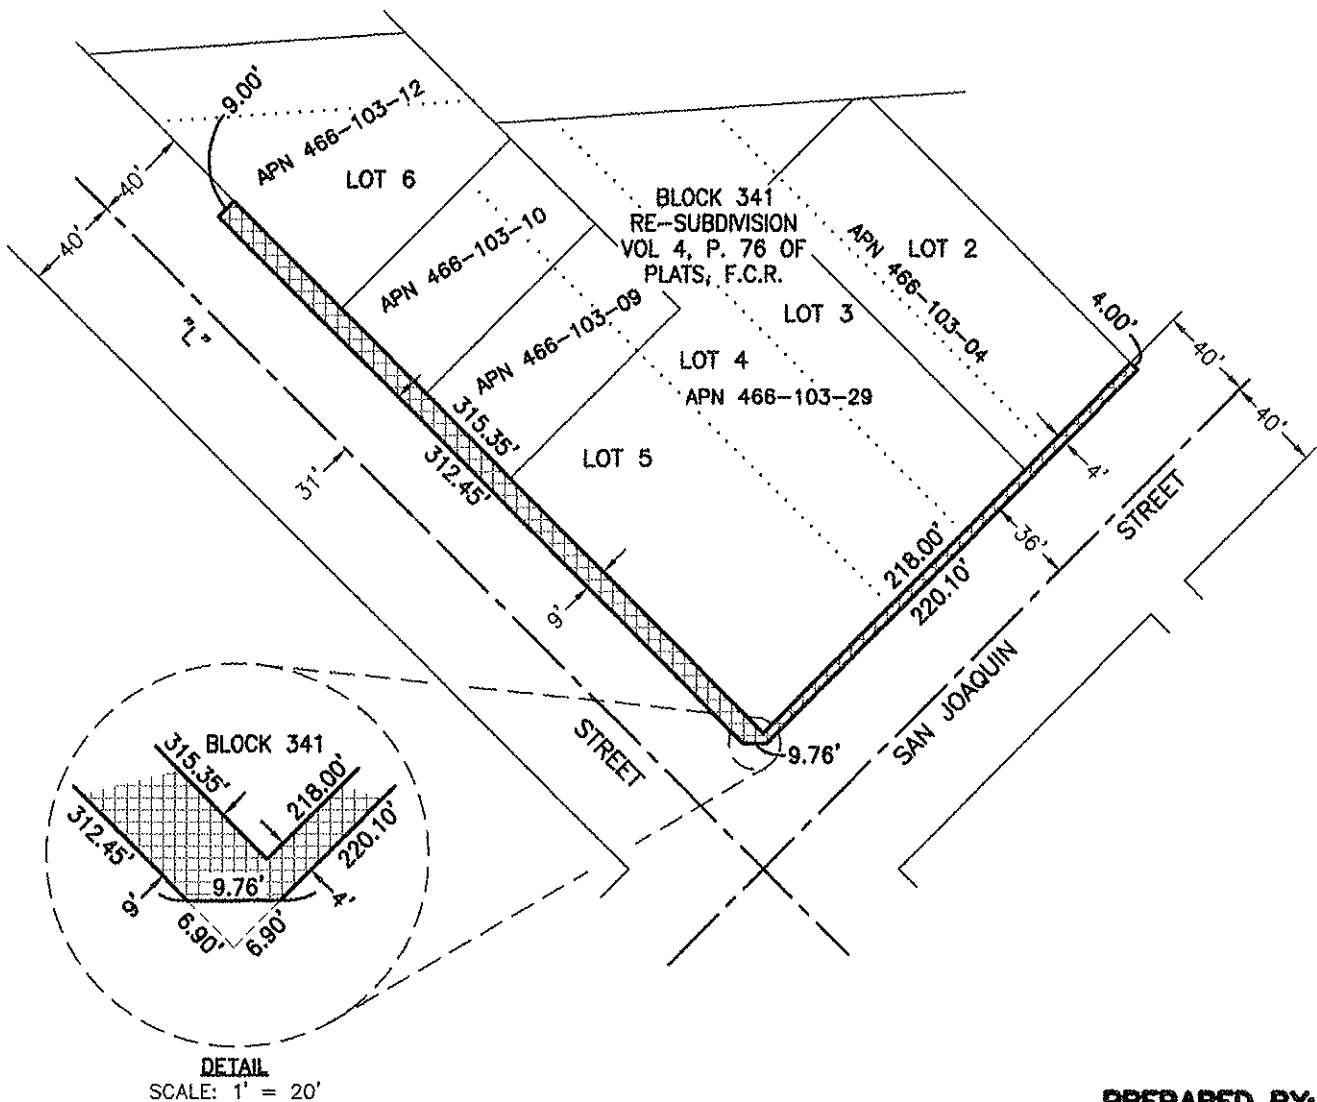 9.00'
APN 466-103-12
LOT 6
40'
40'
"L"
APN 466-103-10
BLOCK 341
RE-SUBDIVISION
VOL 4, P. 76 OF
PLATS, F.C.R.
APN 466-103-04
LOT 2
APN 466-103-09
LOT 3
4.00'
40'
40'
LOT 4
APN 466-103-29
315.35'
312.45'
31'
LOT 5
4'
36'
STREET
218.00'
220.10'
9'
SAN JOAQUIN
STREET
9.76'
BLOCK 341
315.35'
218.00'
312.45'
220.10'
9.76'
9'
4'
6.90'
6.90'
DETAIL
SCALE: 1' = 20'
PREPARED BY: